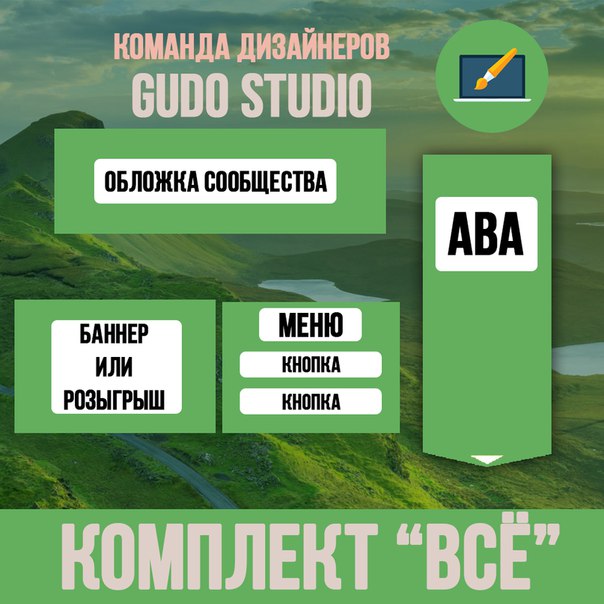 КОМАНДА ДИЗАЙНЕРОВ
GUDO STUDIO
ОБЛОЖКА СООБЩЕСТВА
АВА
БАННЕР
ИЛИ
РОЗЫГРЫШ
МЕНЮ
КНОПКА
КНОПКА
КОМПЛЕКТ “ВСЁ”